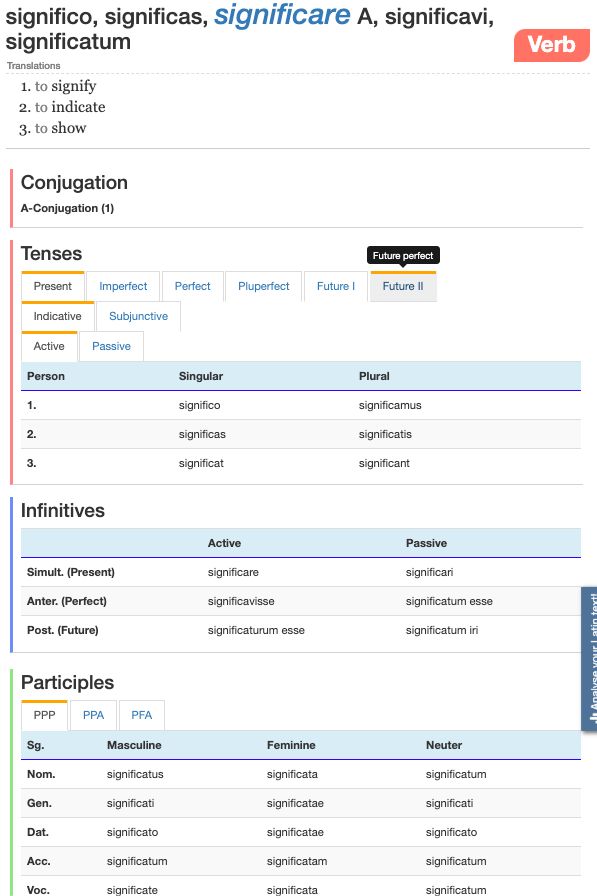 significo, significas, significare A, significavi,
significatum
Verb
Translations
1. to signify
2. to indicate
3. to show
Conjugation
A-Conjugation (1)
Tenses
Future perfect
Present Imperfect Perfect Pluperfect Future I Future II
Indicative Subjunctive
Active Passive
Person Singular Plural
1. significo significamus
2. significas significatis
3. significat significant
Infinitives
Active Passive
Simult. (Present) significare significari
Anter. (Perfect) significavisse significatum esse
Post. (Future) significaturum esse significatum iri
Analyse your Latin text!
Participles
PPP PPA PFA
Sg. Masculine Feminine Neuter
Nom. significatus significata significatum
Gen. significati significatae significati
Dat. significato significatae significato
Acc. significatum significatam significatum
Voc. significate significata significatum